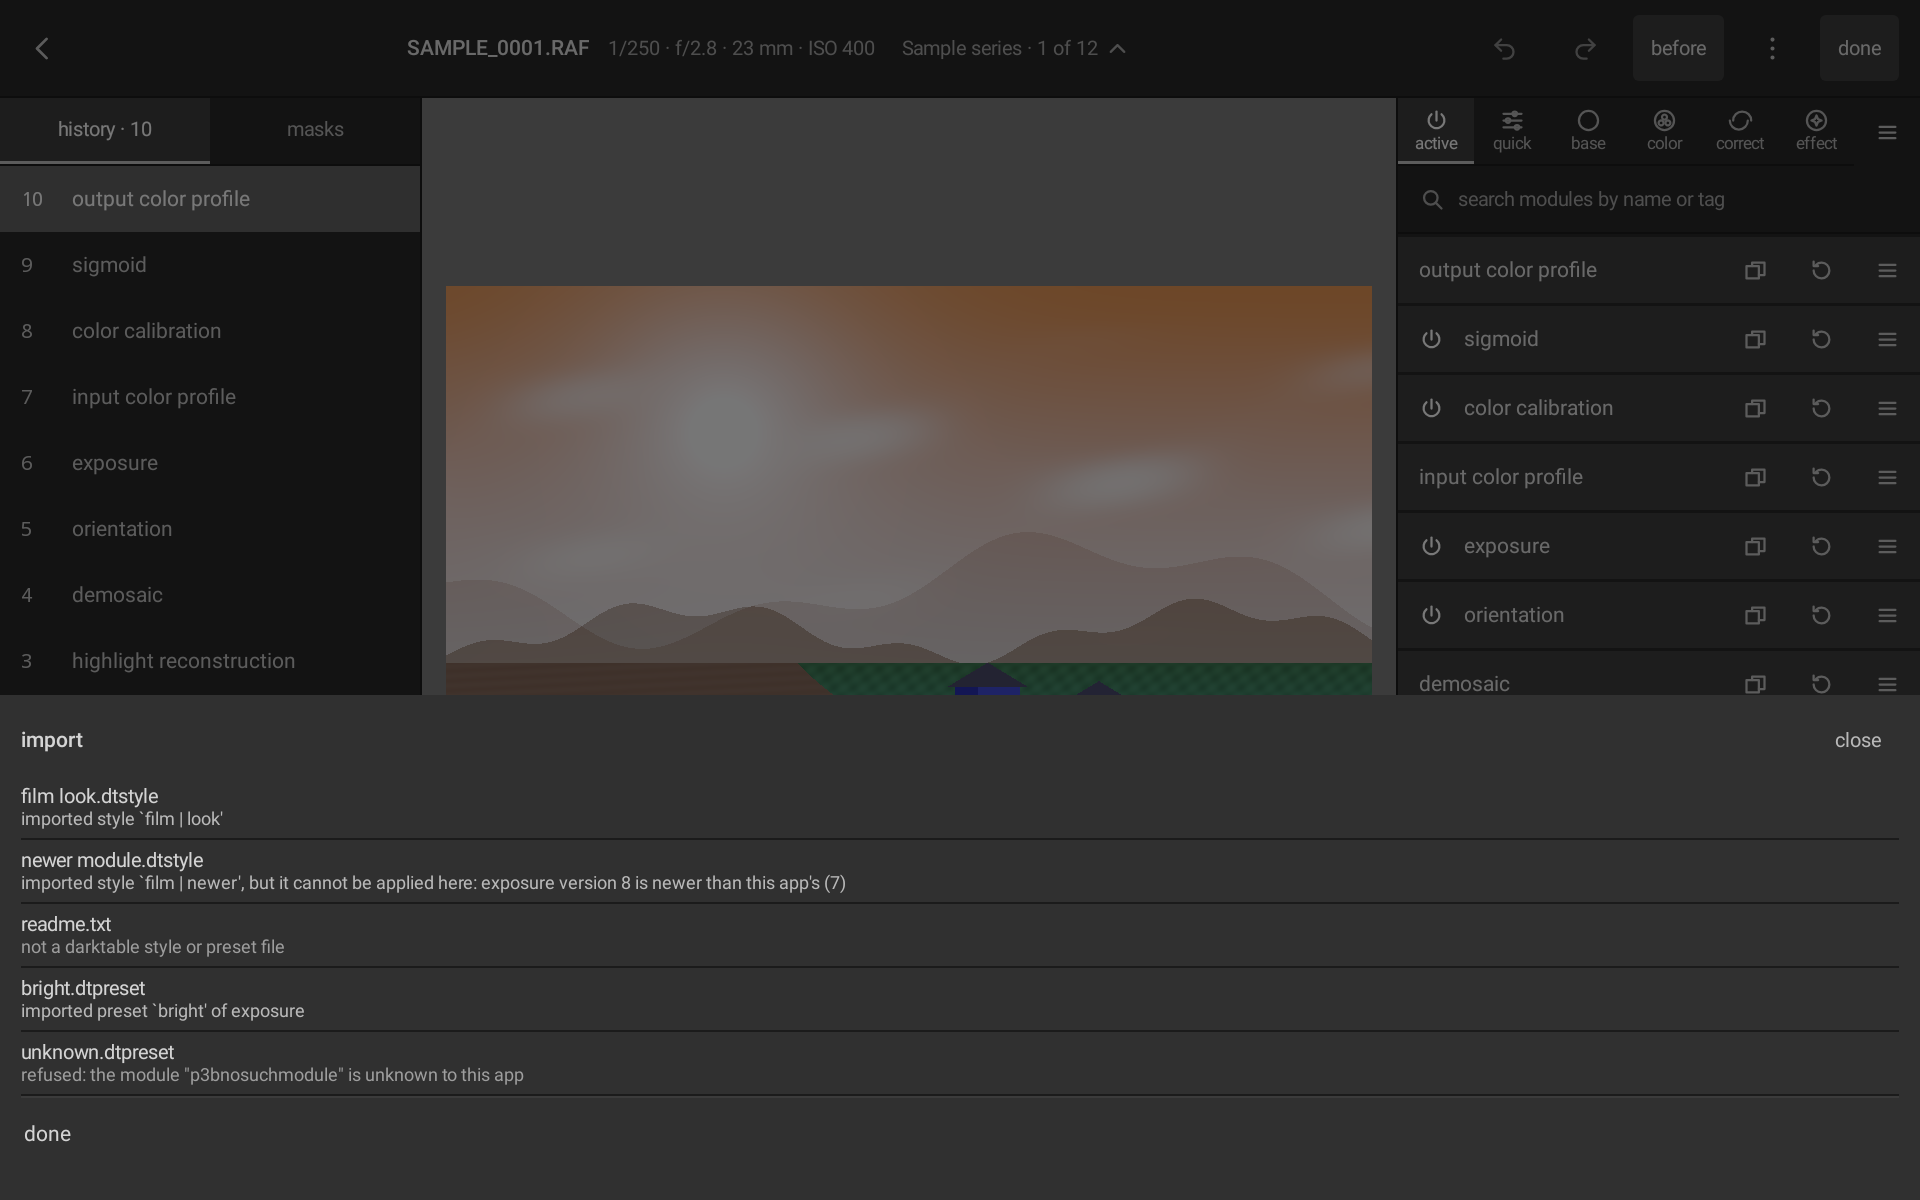 SAMPLE_0001.RAF 1/250 · f/2.8 · 23 mm · ISO 400 Sample series · 1 of 12
before
done
history · 10
masks
10 output color profile
9 sigmoid
8 color calibration
7 input color profile
6 exposure
5 orientation
4 demosaic
3 highlight reconstruction
active
quick
base
color
correct
effect
search modules by name or tag
output color profile
sigmoid
color calibration
input color profile
exposure
orientation
demosaic
import
close
film look.dtstyle
imported style `film | look'
newer module.dtstyle
imported style `film | newer', but it cannot be applied here: exposure version 8 is newer than this app's (7)
readme.txt
not a darktable style or preset file
bright.dtpreset
imported preset `bright' of exposure
unknown.dtpreset
refused: the module "p3bnosuchmodule" is unknown to this app
done